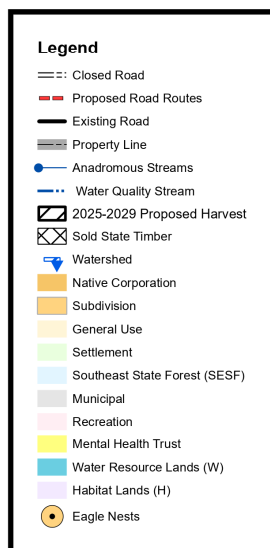 Legend
Closed Road
Proposed Road Routes
Existing Road
Property Line
Anadromous Streams
Water Quality Stream
2025-2029 Proposed Harvest
Sold State Timber
Watershed
Native Corporation
Subdivision
General Use
Settlement
Southeast State Forest (SESF)
Municipal
Recreation
Mental Health Trust
Water Resource Lands (W)
Habitat Lands (H)
Eagle Nests